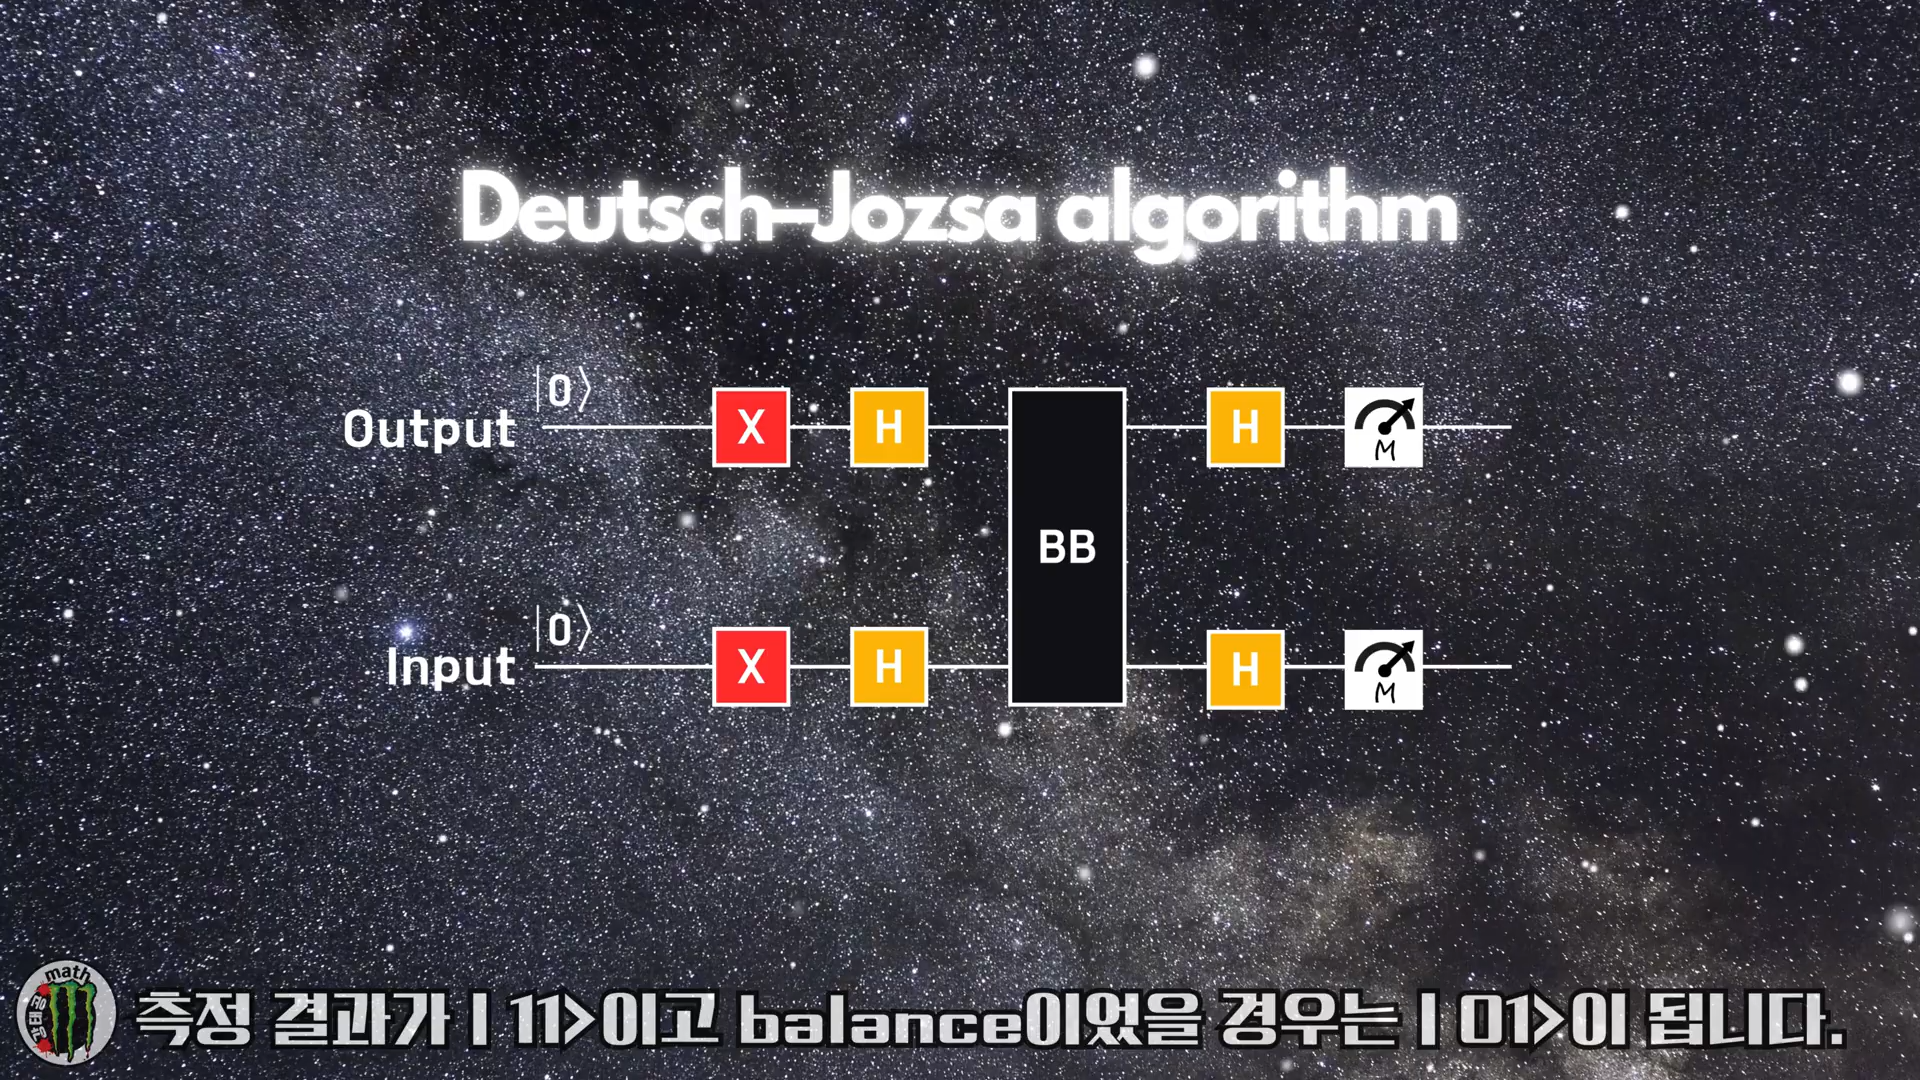 Deutsch–Jozsa algorithm
Output |0⟩ X H H M
BB
Input |0⟩ X H H M
math
측정 결과가 | 11>이고 balance이었을 경우는 | 01>이 됩니다.